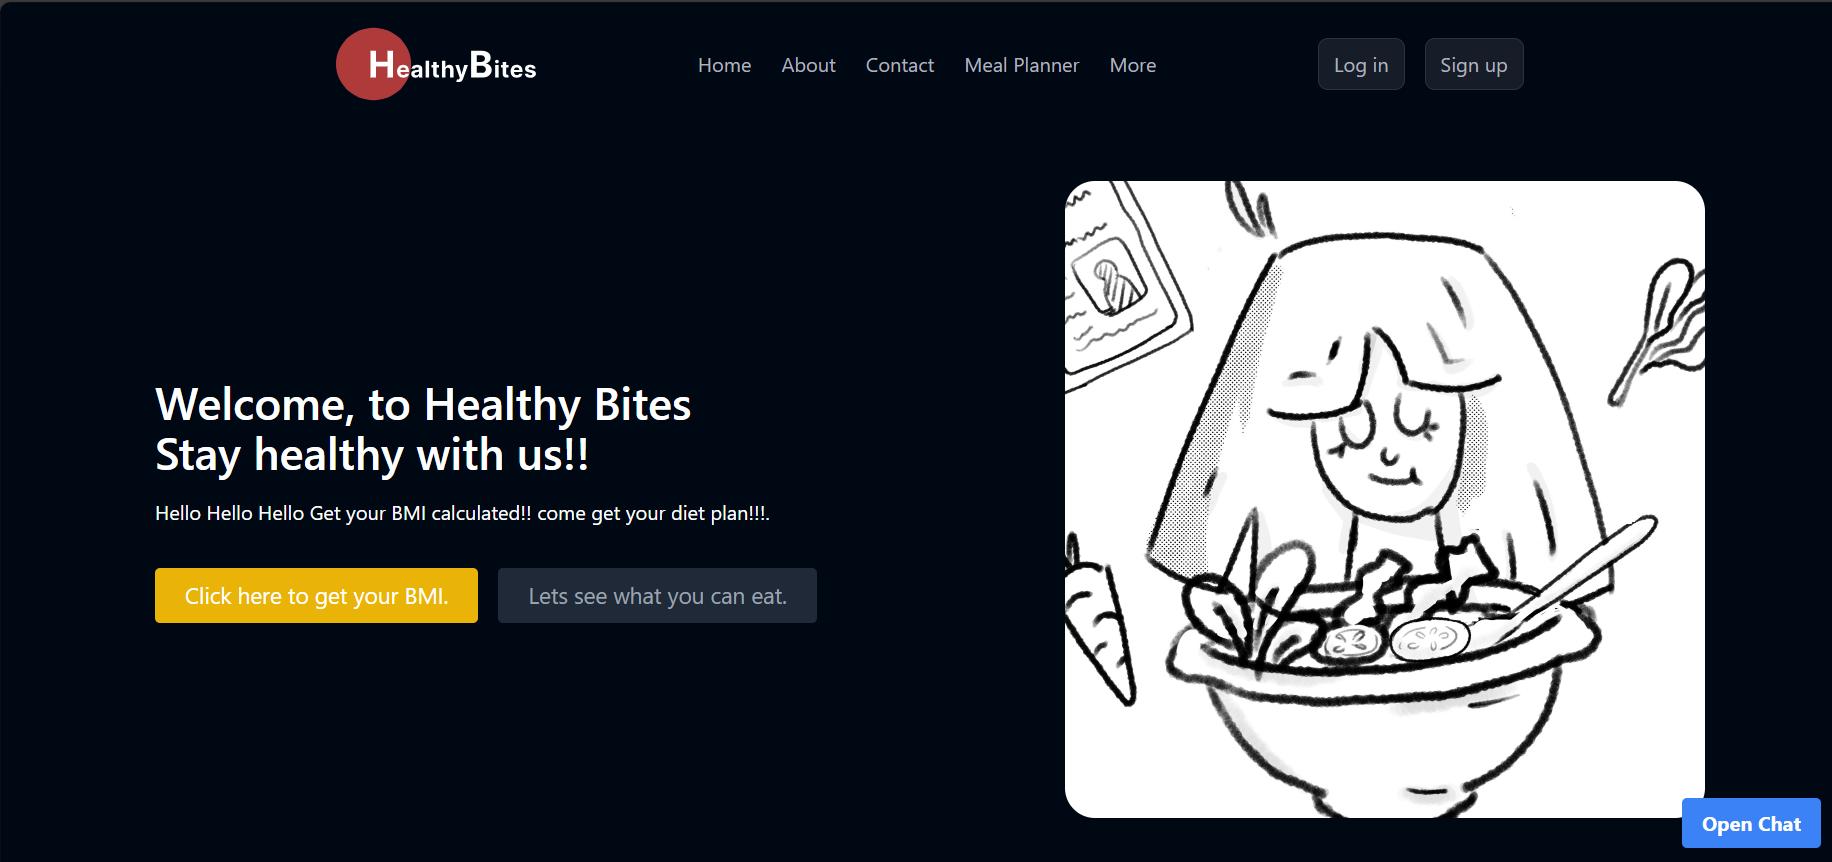 HealthyBites
Home About Contact Meal Planner More
Log in Sign up
Welcome, to Healthy Bites
Stay healthy with us!!
Hello Hello Hello Get your BMI calculated!! come get your diet plan!!!.
Click here to get your BMI. Lets see what you can eat.
Open Chat